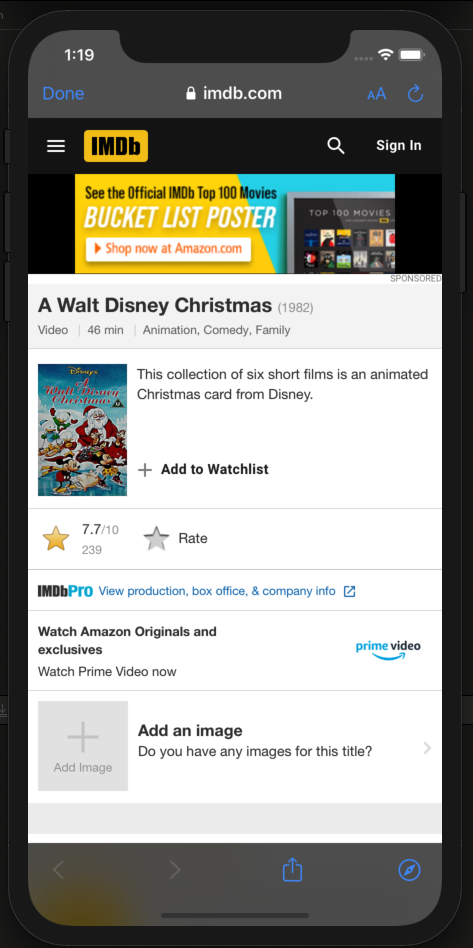 1:19
Done
imdb.com
AA
IMDb
Sign In
See the Official IMDb Top 100 Movies
BUCKET LIST POSTER
Shop now at Amazon.com
TOP 100 MOVIES
SPONSORED
A Walt Disney Christmas (1982)
Video | 46 min | Animation, Comedy, Family
Disney's
A
Walt Disney
Christmas
U
This collection of six short films is an animated
Christmas card from Disney.
+ Add to Watchlist
7.7/10
239
Rate
IMDbPro View production, box office, & company info
Watch Amazon Originals and
exclusives
Watch Prime Video now
prime video
Add an image
Do you have any images for this title?
Add Image